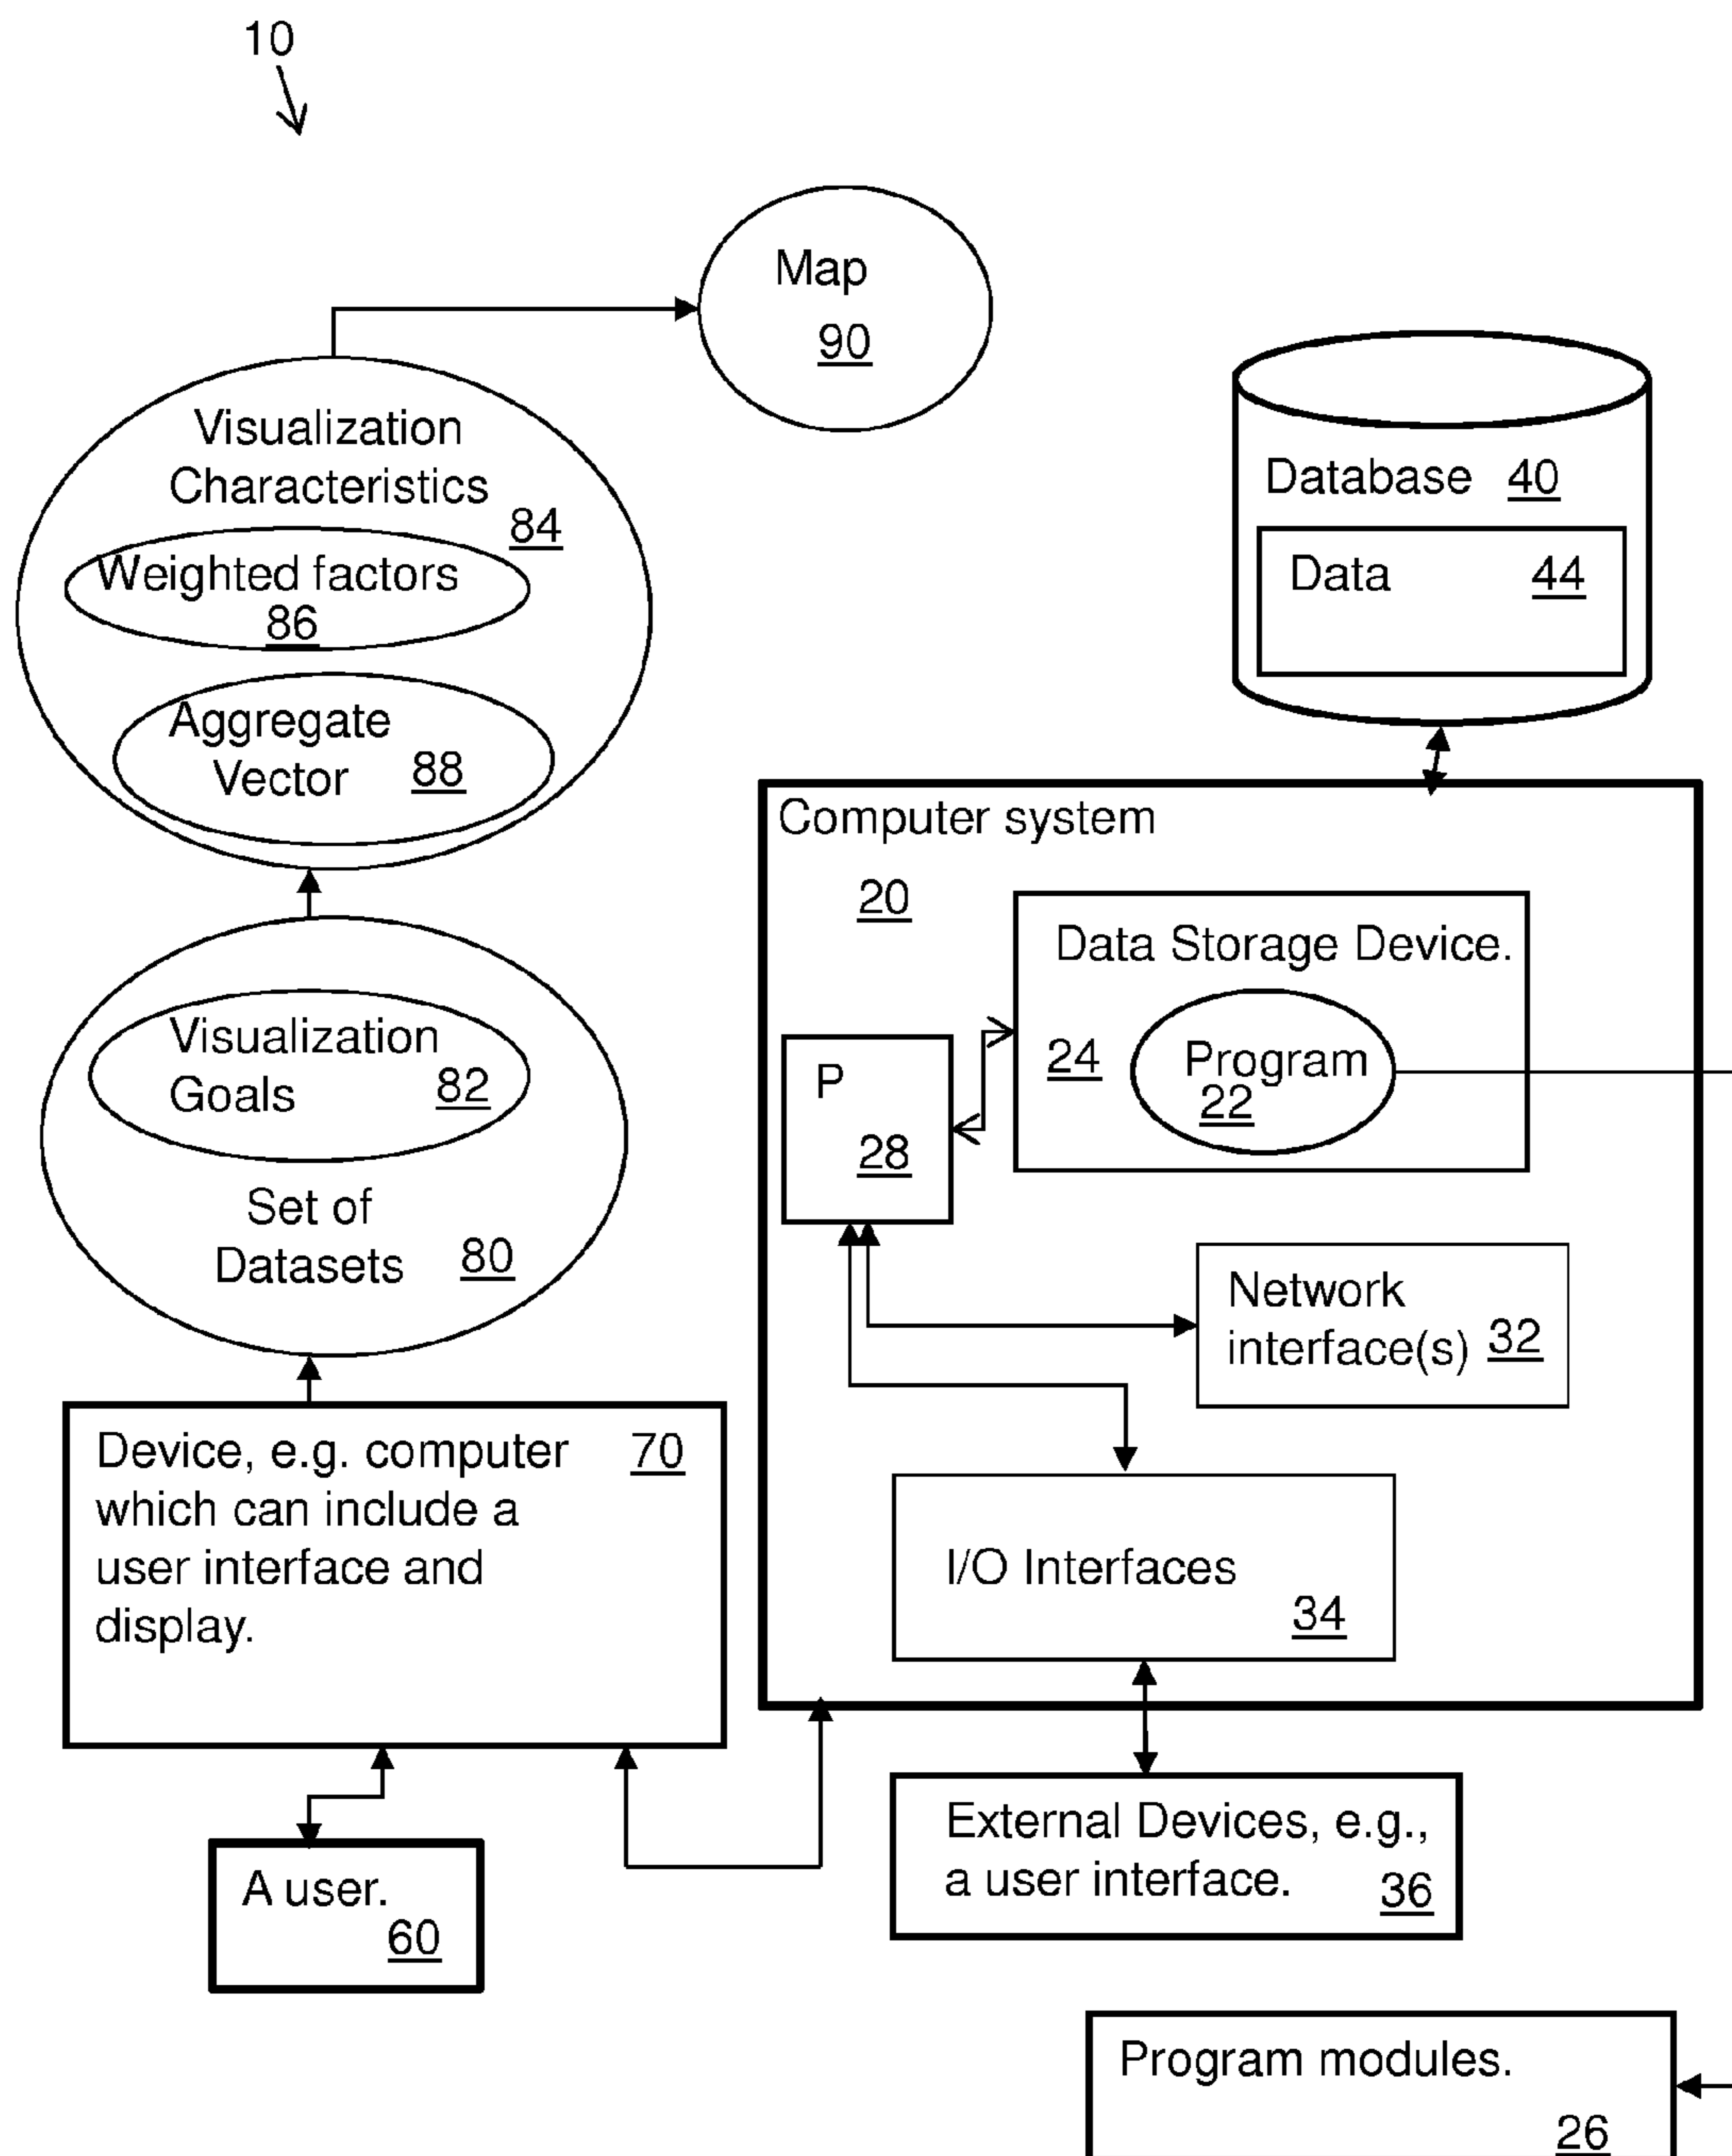 10
Map
90
Visualization
Characteristics
84
Weighted factors
86
Aggregate
Vector 88
Database 40
Data 44
Computer system
20
Data Storage Device.
24
Program
22
P
28
Visualization
Goals 82
Set of
Datasets 80
Network
interface(s) 32
Device, e.g. computer 70
which can include a
user interface and
display.
I/O Interfaces
34
External Devices, e.g.,
a user interface. 36
A user.
60
Program modules.
26